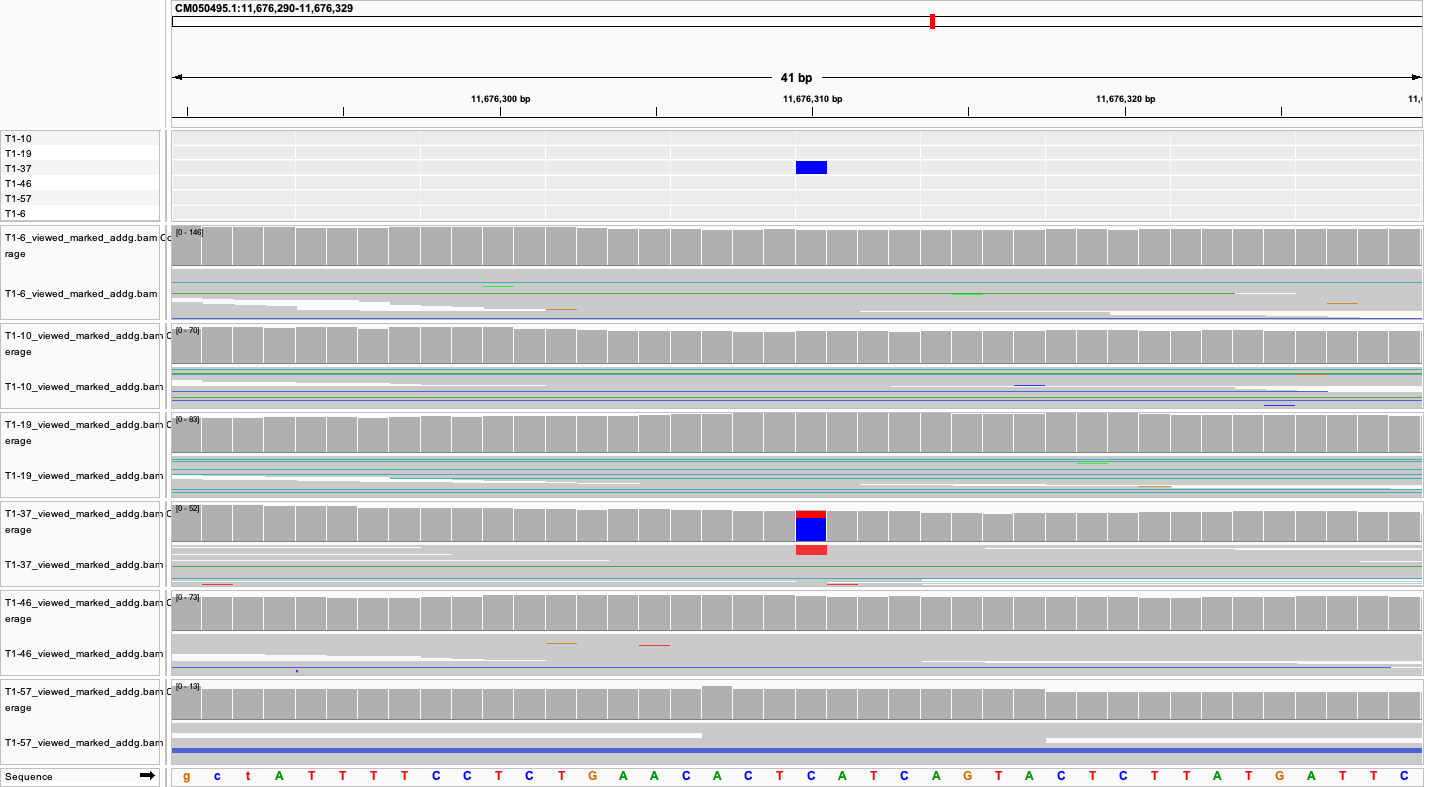 CM050495.1:11,676,290-11,676,329
41 bp
11,676,300 bp 11,676,310 bp 11,676,320 bp 11,6
T1-10
T1-19
T1-37
T1-46
T1-57
T1-6
T1-6_viewed_marked_addg.bam Co
rage
[0 - 146]
T1-6_viewed_marked_addg.bam
T1-10_viewed_marked_addg.bam C
erage
[0 - 70]
T1-10_viewed_marked_addg.bam
T1-19_viewed_marked_addg.bam C
erage
[0 - 83]
T1-19_viewed_marked_addg.bam
T1-37_viewed_marked_addg.bam C
erage
[0 - 52]
T1-37_viewed_marked_addg.bam
T1-46_viewed_marked_addg.bam C
erage
[0 - 73]
T1-46_viewed_marked_addg.bam
T1-57_viewed_marked_addg.bam C
erage
[0 - 13]
T1-57_viewed_marked_addg.bam
Sequence g c t A T T T T C C T C T G A A C A C T C A T C A G T A C T C T T A T G A T T C